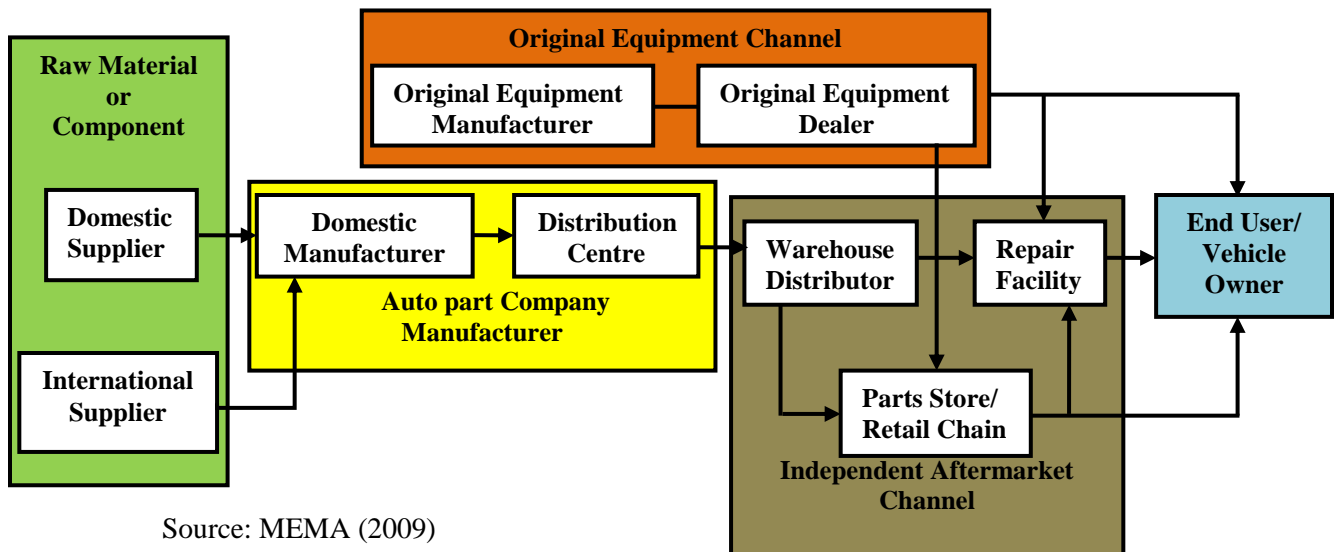 Original Equipment Channel
Raw Material
or
Component
Original Equipment
Manufacturer
Original Equipment
Dealer
Domestic
Supplier
Domestic
Manufacturer
Distribution
Centre
Auto part Company
Manufacturer
International
Supplier
Warehouse
Distributor
Repair
Facility
Parts Store/
Retail Chain
Independent Aftermarket
Channel
End User/
Vehicle
Owner
Source: MEMA (2009)